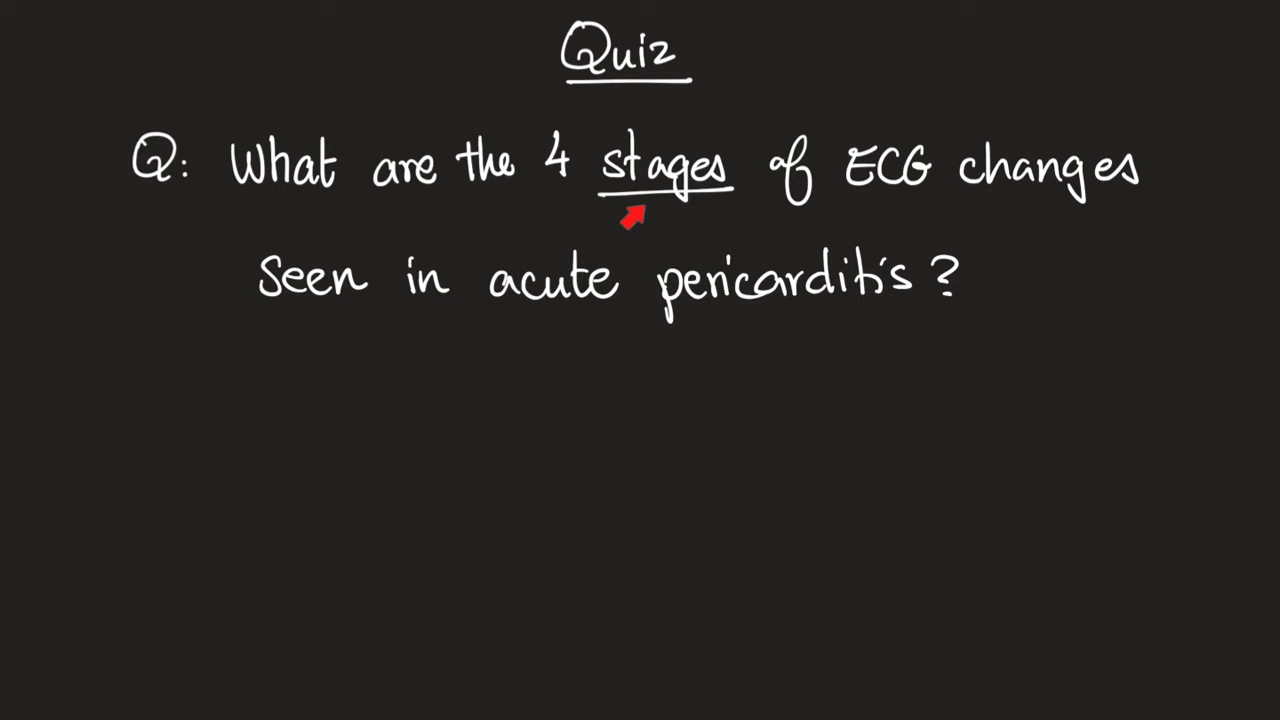 Quiz
Q: What are the 4 stages of ECG changes
seen in acute pericarditis?